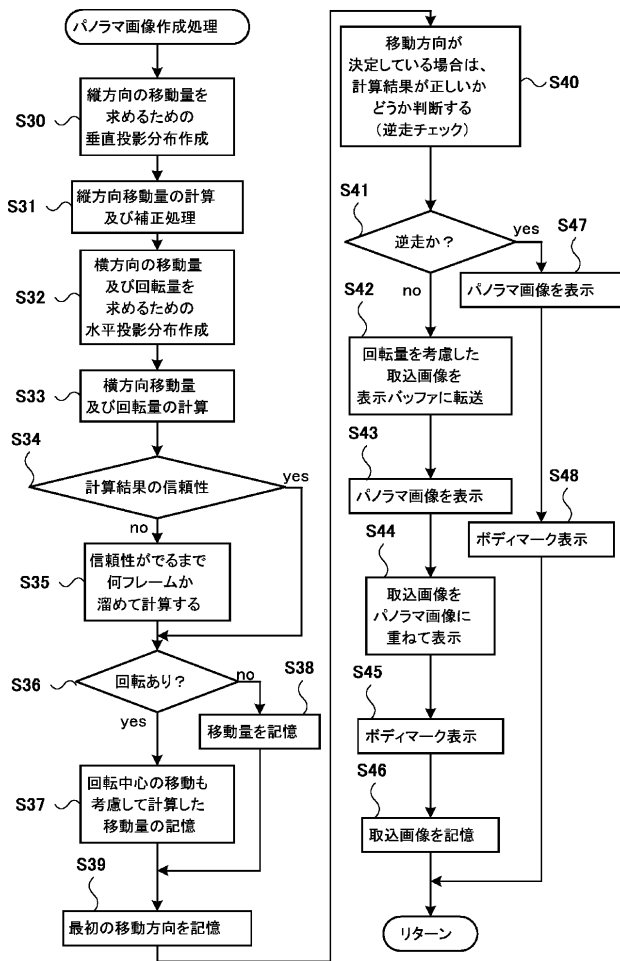 パノラマ画像作成処理
S30
縦方向の移動量を
求めるための
垂直投影分布作成
S31
縦方向移動量の計算
及び補正処理
S32
横方向の移動量
及び回転量を
求めるための
水平投影分布作成
S33
横方向移動量
及び回転量の計算
S34
計算結果の信頼性
yes
no
S35
信頼性がでるまで
何フレームか
溜めて計算する
S36
回転あり?
no
yes
S38
移動量を記憶
S37
回転中心の移動も
考慮して計算した
移動量の記憶
S39
最初の移動方向を記憶
S40
移動方向が
決定している場合は、
計算結果が正しいか
どうか判断する
(逆走チェック)
S41
逆走か?
yes
no
S47
パノラマ画像を表示
S42
回転量を考慮した
取込画像を
表示バッファに転送
S43
パノラマ画像を表示
S48
ボディマーク表示
S44
取込画像を
パノラマ画像に
重ねて表示
S45
ボディマーク表示
S46
取込画像を記憶
リターン